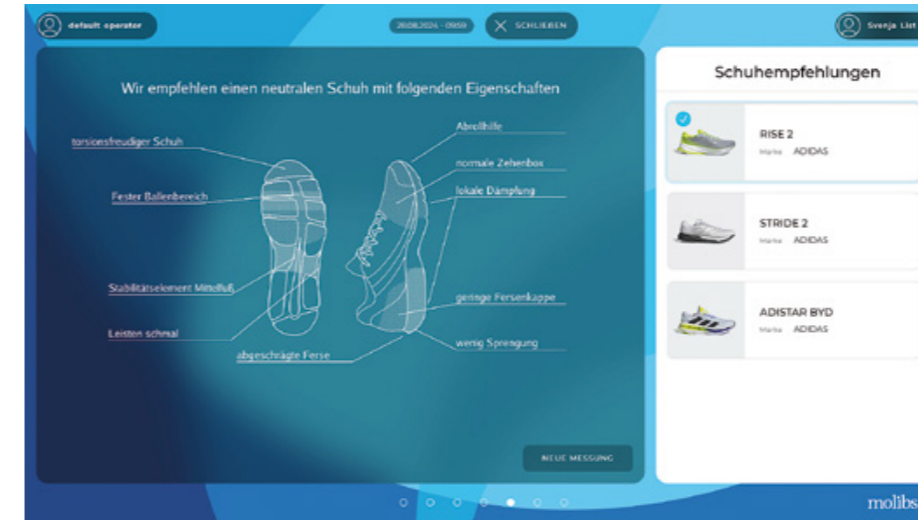 default operator
28.08.2024 - 09:59
SCHLIEßEN
Svenja List
Wir empfehlen einen neutralen Schuh mit folgenden Eigenschaften
torsionsfreudiger Schuh
Fester Ballenbereich
Stabilitätselement Mittelfuß
Leisten schmal
abgeschrägte Ferse
Abrollhilfe
normale Zehenbox
lokale Dämpfung
geringe Fersenkappe
wenig Sprengung
NEUE MESSUNG
Schuhempfehlungen
RISE 2
Marke ADIDAS
STRIDE 2
Marke ADIDAS
ADISTAR BYD
Marke ADIDAS
molibso